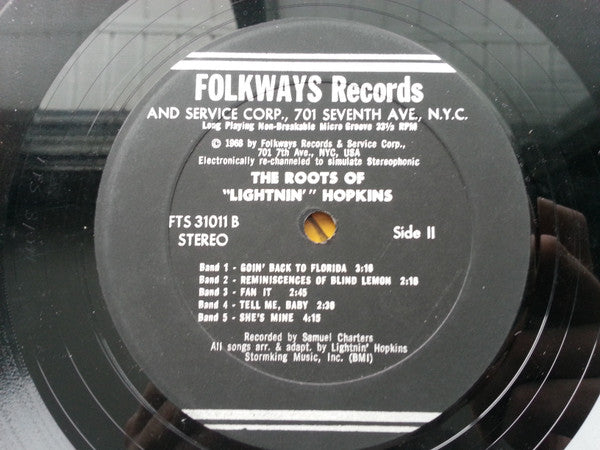 FOLKWAYS Records
AND SERVICE CORP., 701 SEVENTH AVE., N.Y.C.
Long Playing Non-Breakable Micro Groove 33⅓ RPM
© 1968 by Folkways Records & Service Corp.,
701 7th Ave., NYC, USA
Electronically re-channeled to simulate Stereophonic
THE ROOTS OF
"LIGHTNIN'" HOPKINS
FTS 31011 B
STEREO
Side II
Band 1 - GOIN' BACK TO FLORIDA 3:16
Band 2 - REMINISCENCES OF BLIND LEMON 2:16
Band 3 - FAN IT 2:45
Band 4 - TELL ME, BABY 2:30
Band 5 - SHE'S MINE 4:15
Recorded by Samuel Charters
All songs arr. & adapt. by Lightnin' Hopkins
Stormking Music, Inc. (BMI)